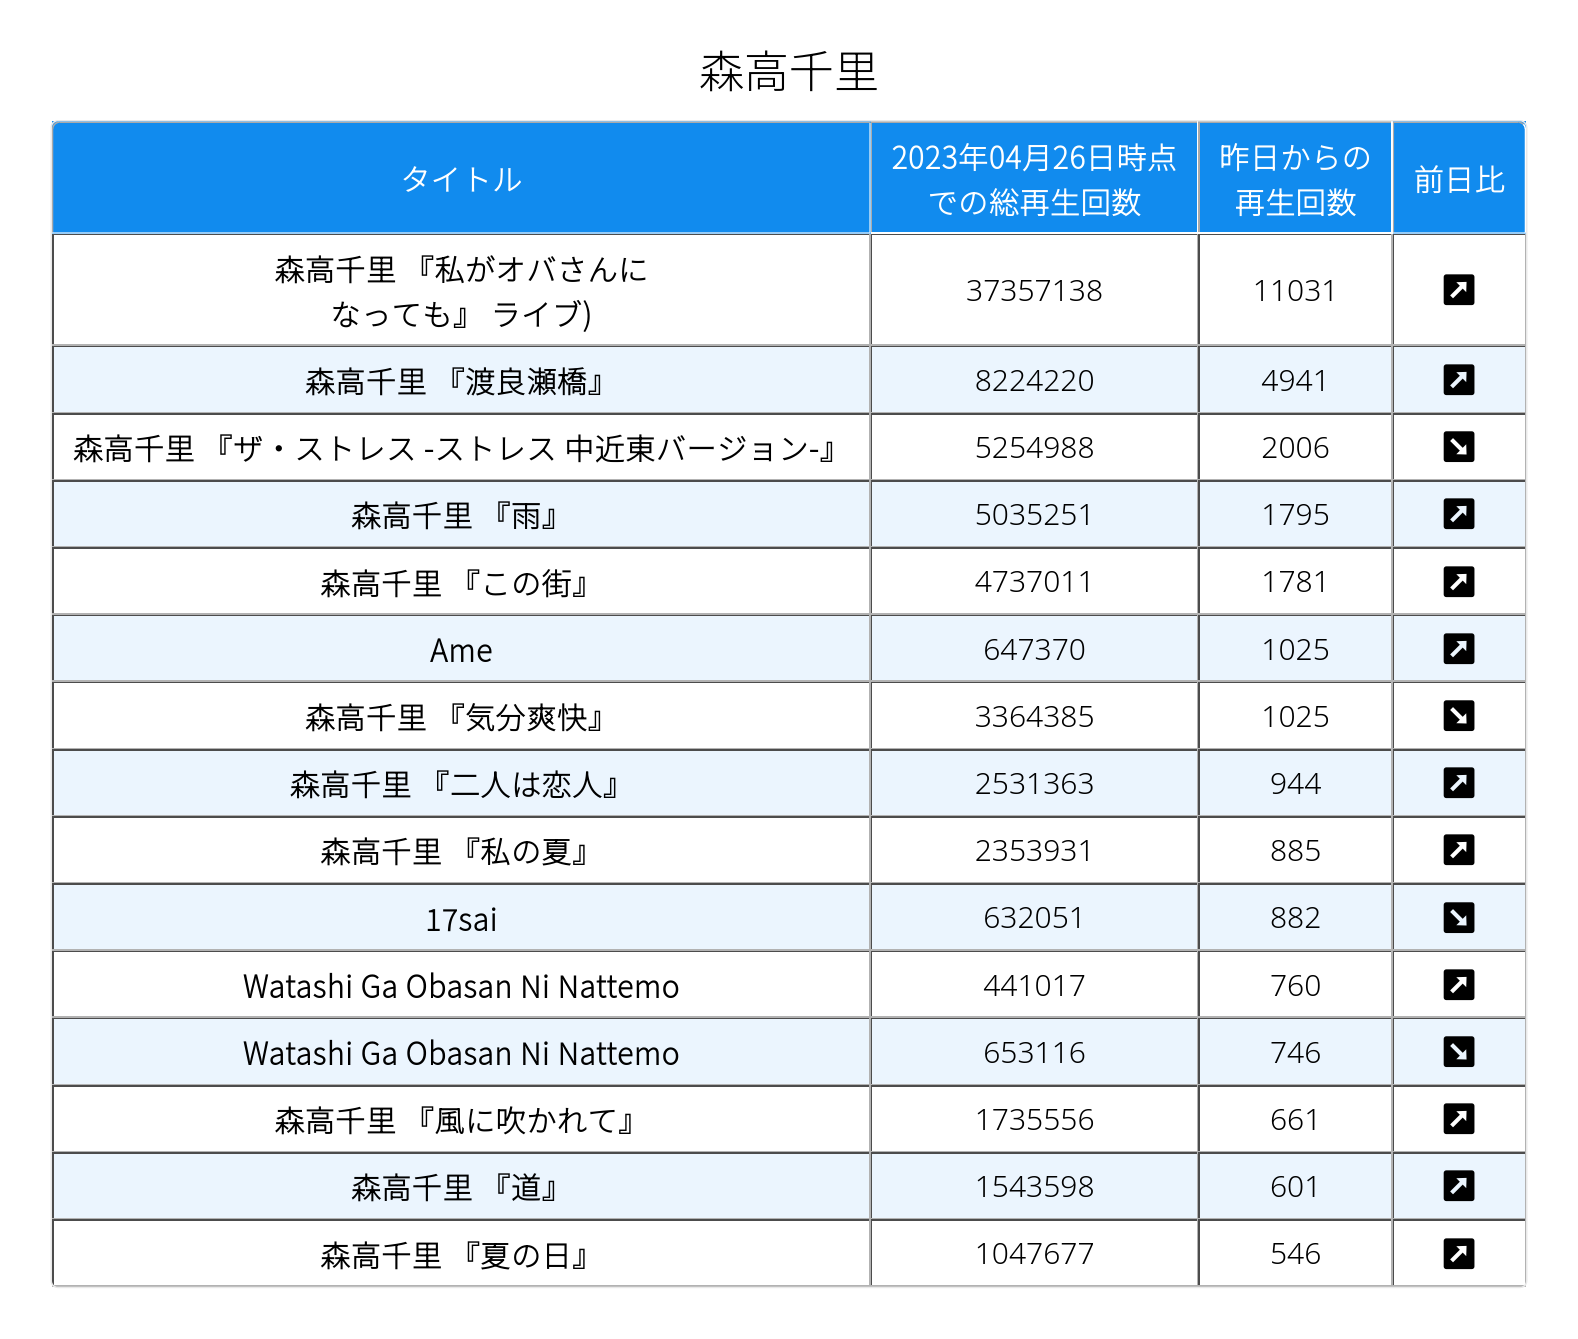 森高千里
タイトル
2023年04月26日時点
での総再生回数
昨日からの
再生回数
前日比
森高千里 『私がオバさんに
なっても』 ライブ)
37357138
11031
森高千里 『渡良瀬橋』
8224220
4941
森高千里 『ザ・ストレス -ストレス 中近東バージョン-』
5254988
2006
森高千里 『雨』
5035251
1795
森高千里 『この街』
4737011
1781
Ame
647370
1025
森高千里 『気分爽快』
3364385
1025
森高千里 『二人は恋人』
2531363
944
森高千里 『私の夏』
2353931
885
17sai
632051
882
Watashi Ga Obasan Ni Nattemo
441017
760
Watashi Ga Obasan Ni Nattemo
653116
746
森高千里 『風に吹かれて』
1735556
661
森高千里 『道』
1543598
601
森高千里 『夏の日』
1047677
546